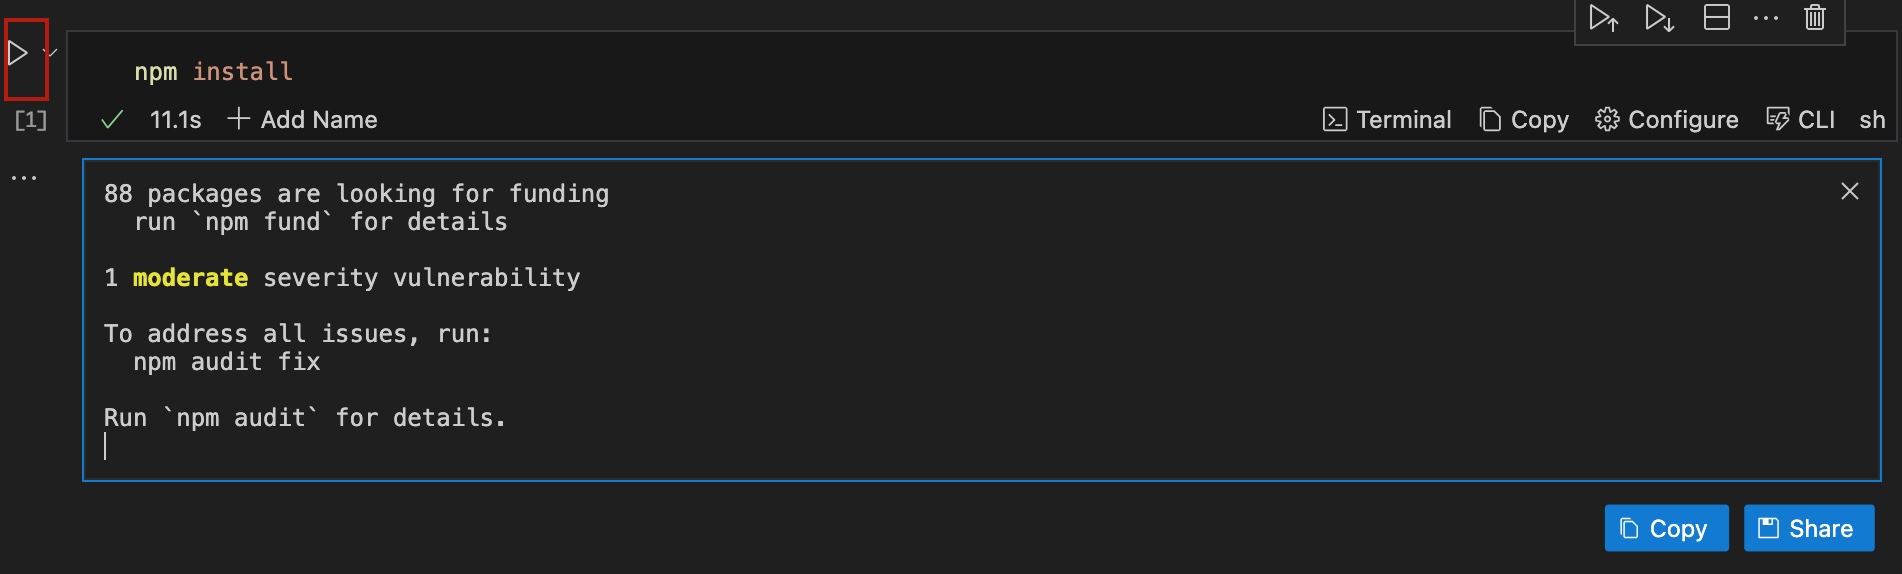 npm install
[1]
11.1s Add Name Terminal Copy Configure CLI sh
88 packages are looking for funding
run `npm fund` for details
1 moderate severity vulnerability
To address all issues, run:
npm audit fix
Run `npm audit` for details.
Copy Share